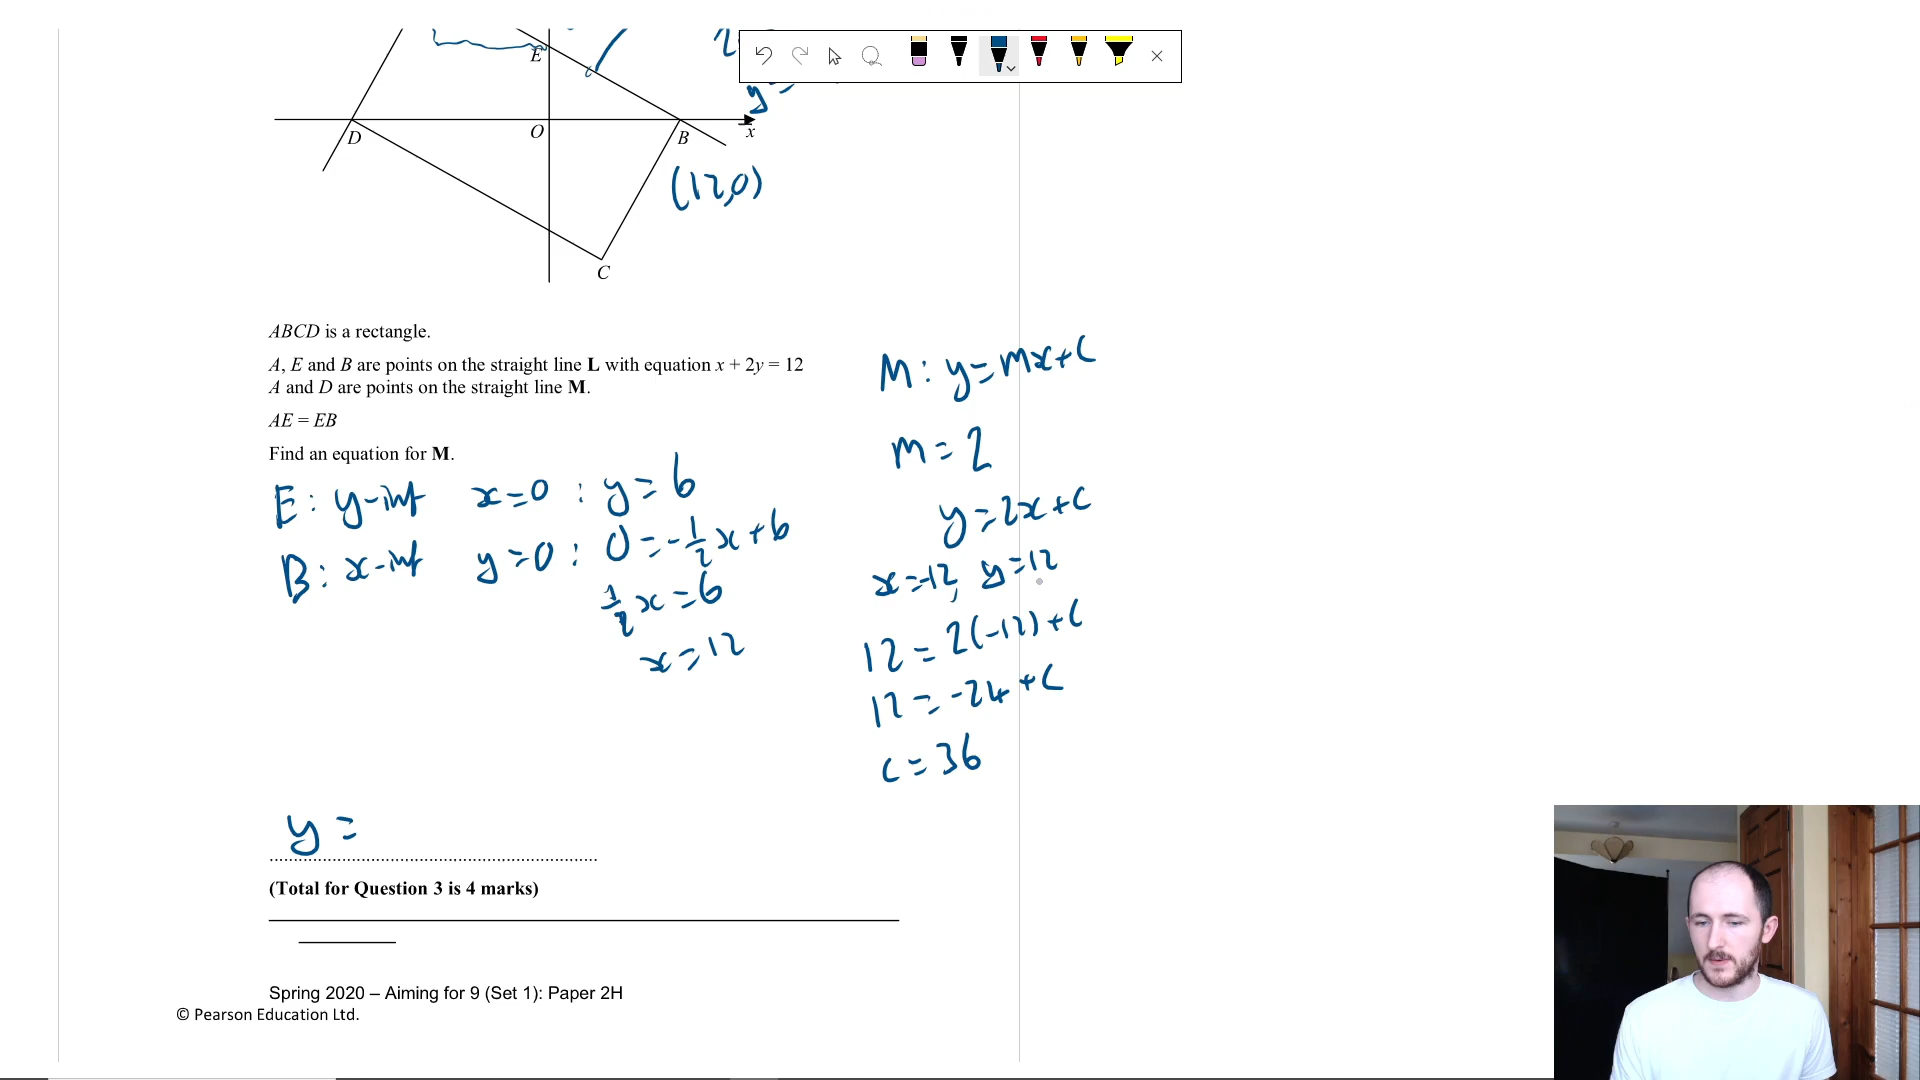 E
O
D
B
x
(12,0)
C
ABCD is a rectangle.
A, E and B are points on the straight line L with equation x + 2y = 12
A and D are points on the straight line M.
AE = EB
Find an equation for M.
E: y-int x=0 : y=6
B: x-int y=0 : 0=-1/2x+6
1/2x=6
x=12
M: y=mx+c
m=2
y=2x+c
x=-12, y=12
12=2(-12)+c
12=-24+c
c=36
y=
(Total for Question 3 is 4 marks)
Spring 2020 – Aiming for 9 (Set 1): Paper 2H
© Pearson Education Ltd.